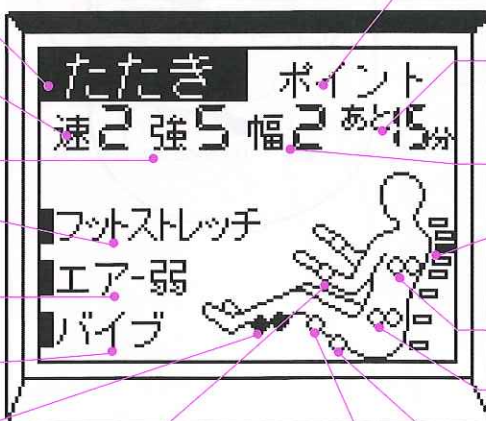 たたき ポイント
速2 強5 幅2 あと15分
フットストレッチ
エアー弱
バイブ